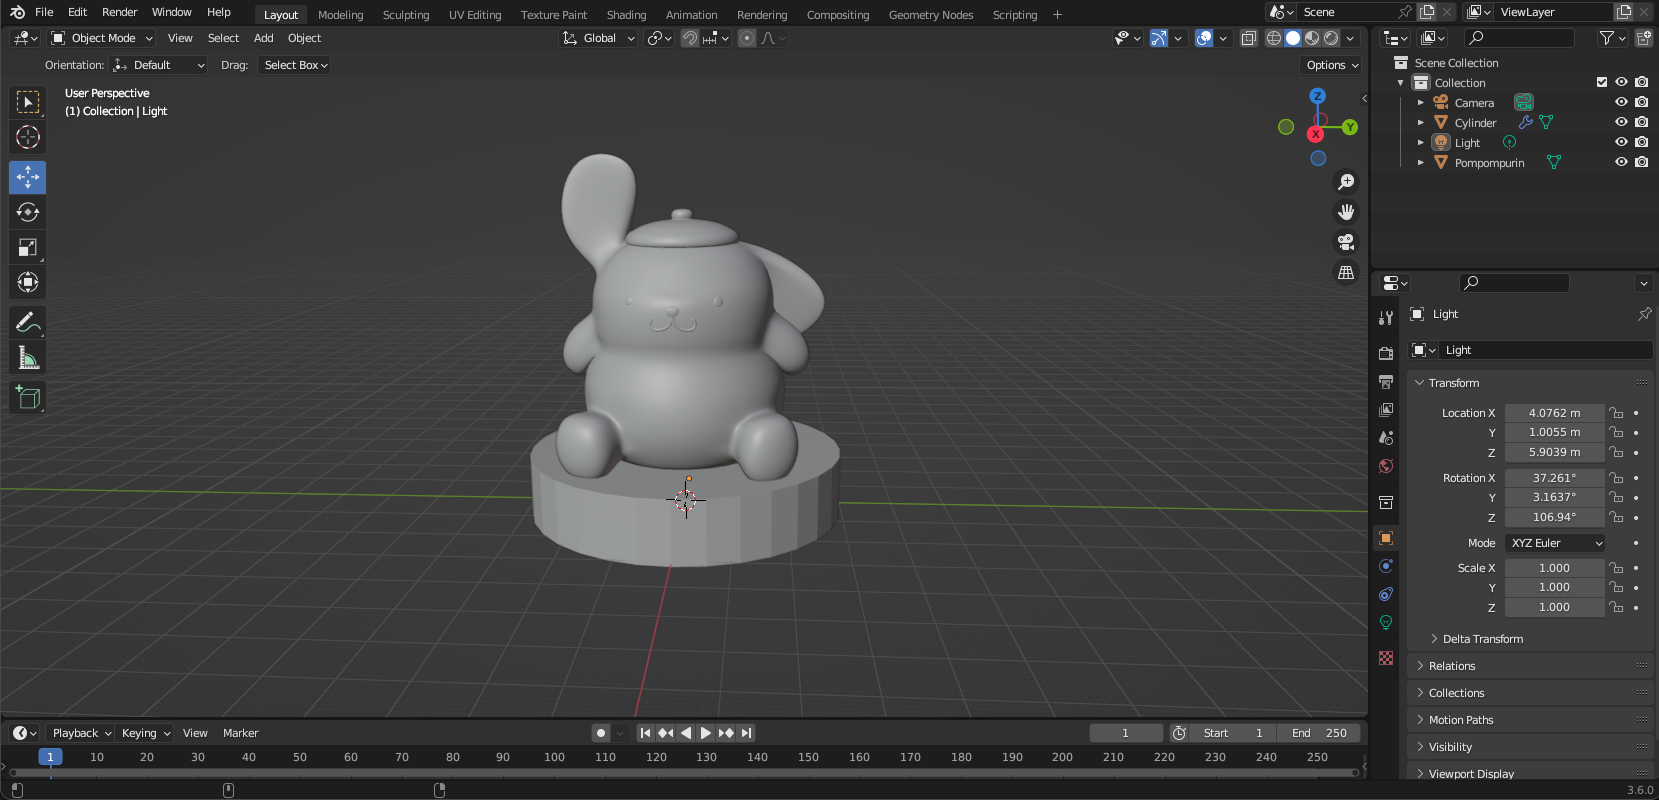 File Edit Render Window Help Layout Modeling Sculpting UV Editing Texture Paint Shading Animation Rendering Compositing Geometry Nodes Scripting + Scene ViewLayer
Object Mode View Select Add Object Global
Orientation: Default Drag: Select Box Options
User Perspective
(1) Collection | Light
Z
Y
X
Scene Collection
Collection
Camera
Cylinder
Light
Pompompurin
Light
Light
Transform
Location X 4.0762 m
Y 1.0055 m
Z 5.9039 m
Rotation X 37.261°
Y 3.1637°
Z 106.94°
Mode XYZ Euler
Scale X 1.000
Y 1.000
Z 1.000
Delta Transform
Relations
Collections
Motion Paths
Visibility
Viewport Display
Playback Keying View Marker 1 Start 1 End 250
1 10 20 30 40 50 60 70 80 90 100 110 120 130 140 150 160 170 180 190 200 210 220 230 240 250
3.6.0